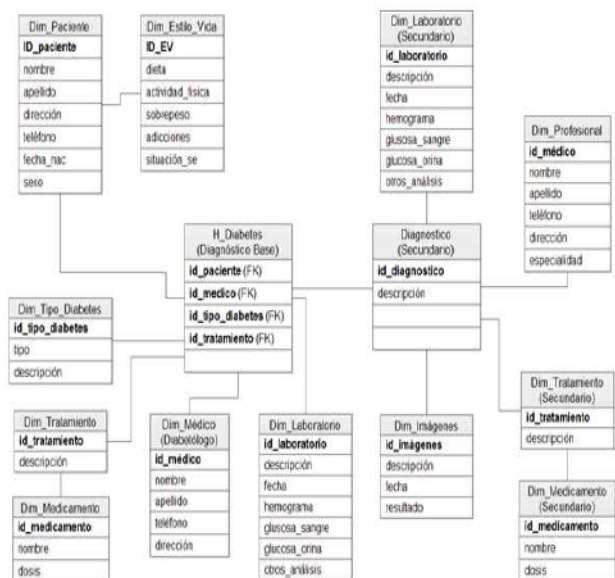 Dim_Paciente
ID_paciente
nombre
apellido
dirección
teléfono
fecha_nac
sexo
Dim_Estilo_Vida
ID_EV
dieta
actividad_fisica
sobrepeso
adicciones
situación_se
Dim_Laboratorio
(Secundario)
id_laboratorio
descripción
fecha
hemograma
glusosa_sangre
glucosa_orina
otros_análisis
Dim_Profesional
id_médico
nombre
apellido
teléfono
dirección
especialidad
H_Diabetes
(Diagnóstico Base)
id_paciente (FK)
id_medico (FK)
id_tipo_diabetes (FK)
id_tratamiento (FK)
Diagnostico
(Secundario)
id_diagnostico
descripción
Dim_Tipo_Diabetes
id_tipo_diabetes
tipo
descripción
Dim_Tratamiento
id_tratamiento
descripción
Dim_Medicamento
id_medicamento
nombre
dosis
Dim_Médico
(Diabetólogo)
id_médico
nombre
apellido
teléfono
dirección
Dim_Laboratorio
id_laboratorio
descripción
fecha
hemograma
glusosa_sangre
glucosa_orina
otros_análisis
Dim_Imágenes
id_imágenes
descripción
fecha
resultado
Dim_Tratamiento
(Secundario)
id_tratamiento
descripción
Dim_Medicamento
(Secundario)
id_medicamento
nombre
dosis